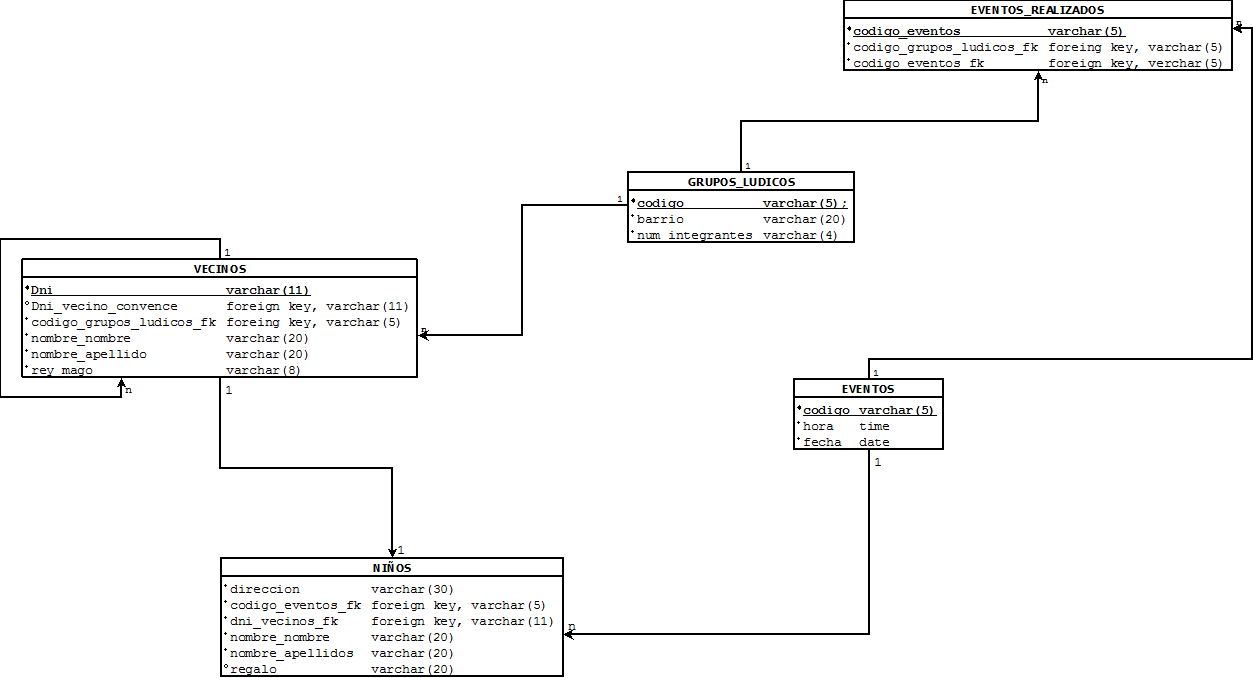 EVENTOS_REALIZADOS
codigo_eventos varchar(5)
codigo_grupos_ludicos_fk foreing key, varchar(5)
codigo_eventos_fk foreign key, verchar(5)
n
n
1
GRUPOS_LUDICOS
codigo varchar(5);
barrio varchar(20)
num_integrantes varchar(4)
1
1
VECINOS
Dni varchar(11)
Dni_vecino_convence foreign key, varchar(11)
codigo_grupos_ludicos_fk foreing key, varchar(5)
nombre_nombre varchar(20)
nombre_apellido varchar(20)
rey_mago varchar(8)
n
n
1
1
EVENTOS
codigo varchar(5)
hora time
fecha date
1
1
NIÑOS
direccion varchar(30)
codigo_eventos_fk foreign key, varchar(5)
dni_vecinos_fk foreign key, varchar(11)
nombre_nombre varchar(20)
nombre_apellidos varchar(20)
regalo varchar(20)
n